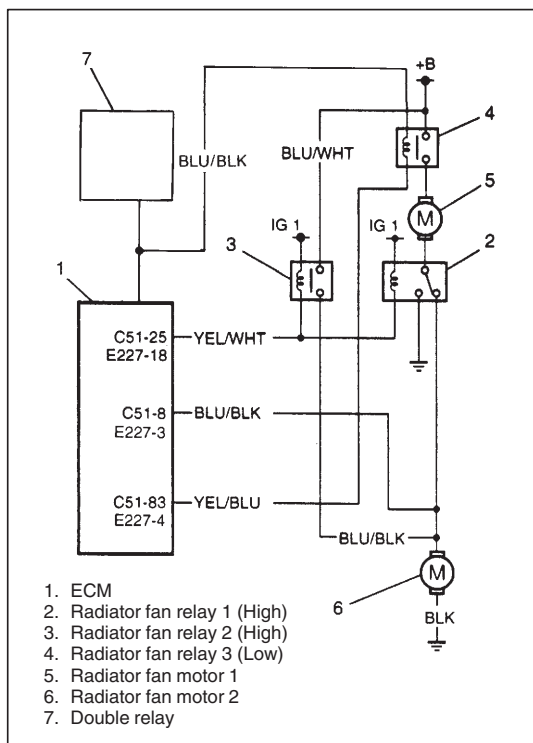 7
+B
4
BLU/BLK
BLU/WHT
5
M
IG 1
IG 1
2
3
1
C51-25
E227-18
YEL/WHT
C51-8
E227-3
BLU/BLK
C51-83
E227-4
YEL/BLU
BLU/BLK
M
6
BLK
1. ECM
2. Radiator fan relay 1 (High)
3. Radiator fan relay 2 (High)
4. Radiator fan relay 3 (Low)
5. Radiator fan motor 1
6. Radiator fan motor 2
7. Double relay